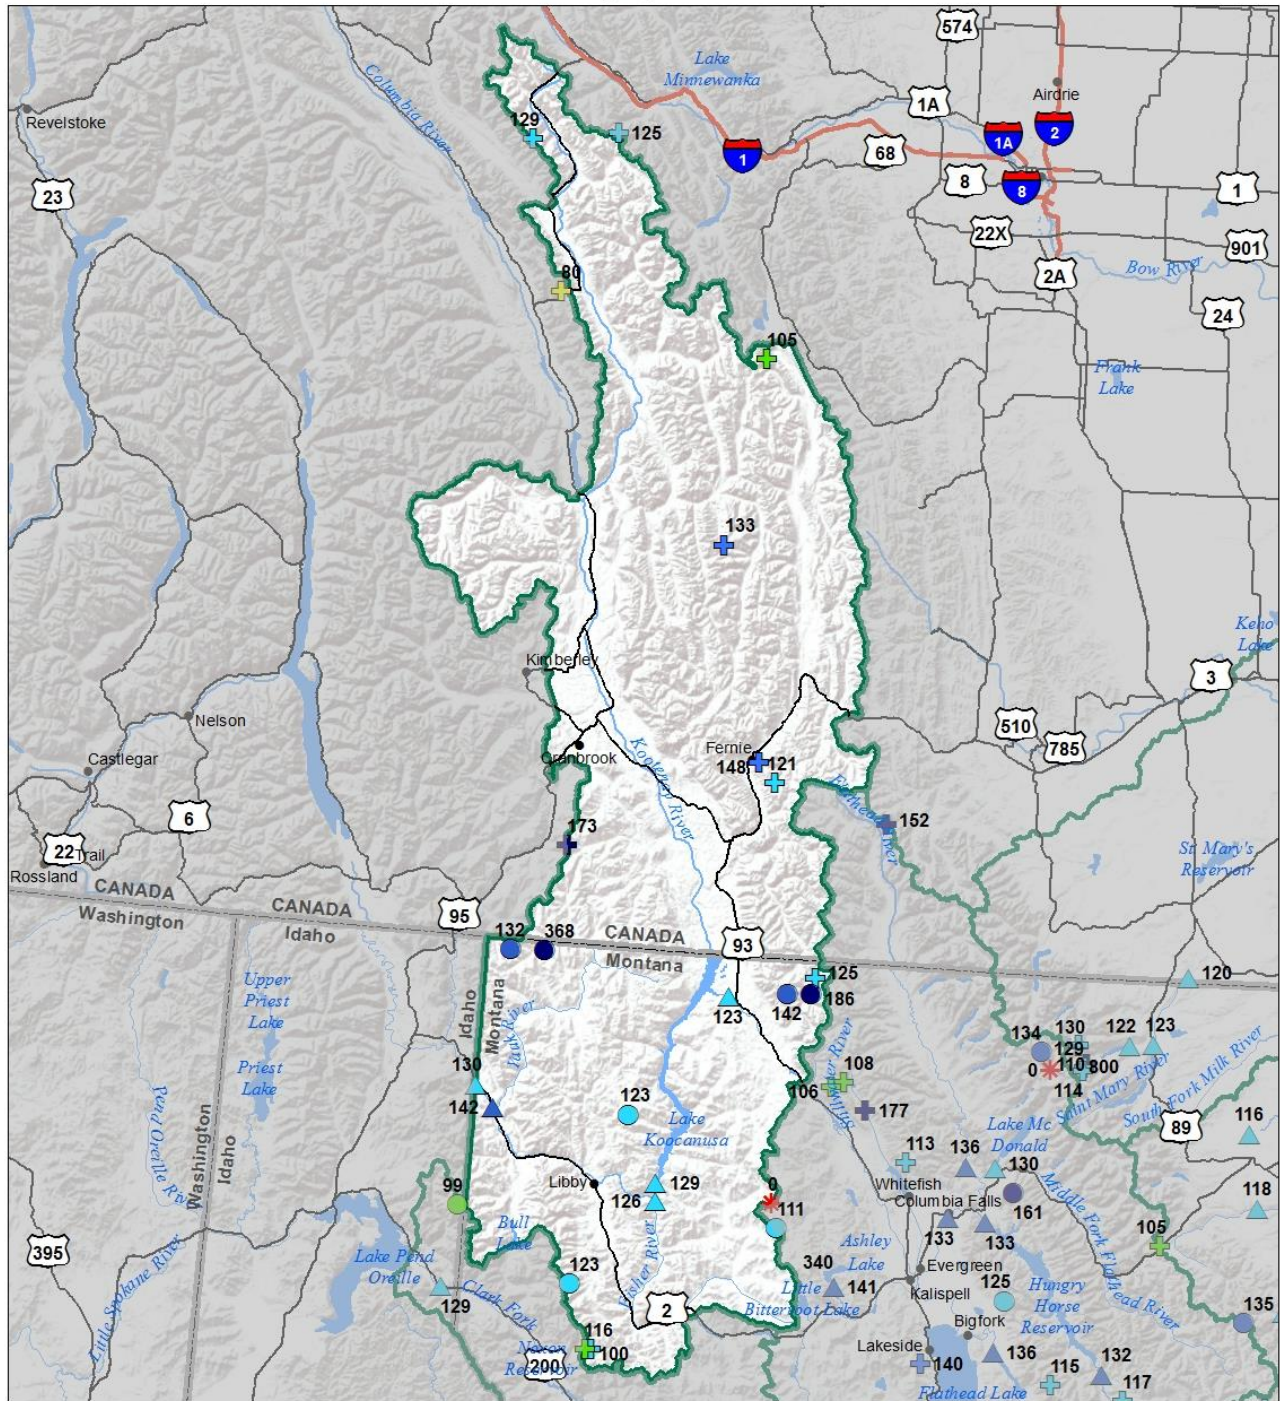 574
Lake
Minnewanka
Columbia River
1A
Airdrie
Revelstoke
129
125
1A
2
1
68
8
8
1
23
22X
901
2A
Bow River
80
24
105
Frank
Lake
133
Keho
Lake
Kimberley
3
Nelson
510
785
Fernie
Cranbrook
Kootenay River
148
121
Castlegar
Flathead River
6
173
152
22
Trail
Rossland
St Mary's
Reservoir
CANADA
Washington
CANADA
Idaho
95
132
368
CANADA
Montana
93
125
186
142
123
120
Upper
Priest
Lake
Idaho
Montana
Yaak River
134
130
129
122
123
0
110
800
114
Saint Mary River
South Fork Milk River
Priest
Lake
130
142
106
108
Stillwater River
177
123
Lake
Koocanusa
Lake Mc
Donald
89
116
Pend Oreille River
Washington
Idaho
113
136
130
Whitefish
Columbia Falls
161
133
133
Middle Fork Flathead River
118
99
Libby
129
126
0
111
105
Bull
Lake
Fisher River
395
Little Spokane River
Lake Pend
Oreille
129
Clark Fork
123
340
141
Ashley
Lake
Little
Bitterroot Lake
Evergreen
Kalispell
125
Hungry
Horse
Reservoir
135
2
Bigfork
116
100
Noxon
Reservoir
200
Lakeside
140
136
132
115
117
Flathead Lake